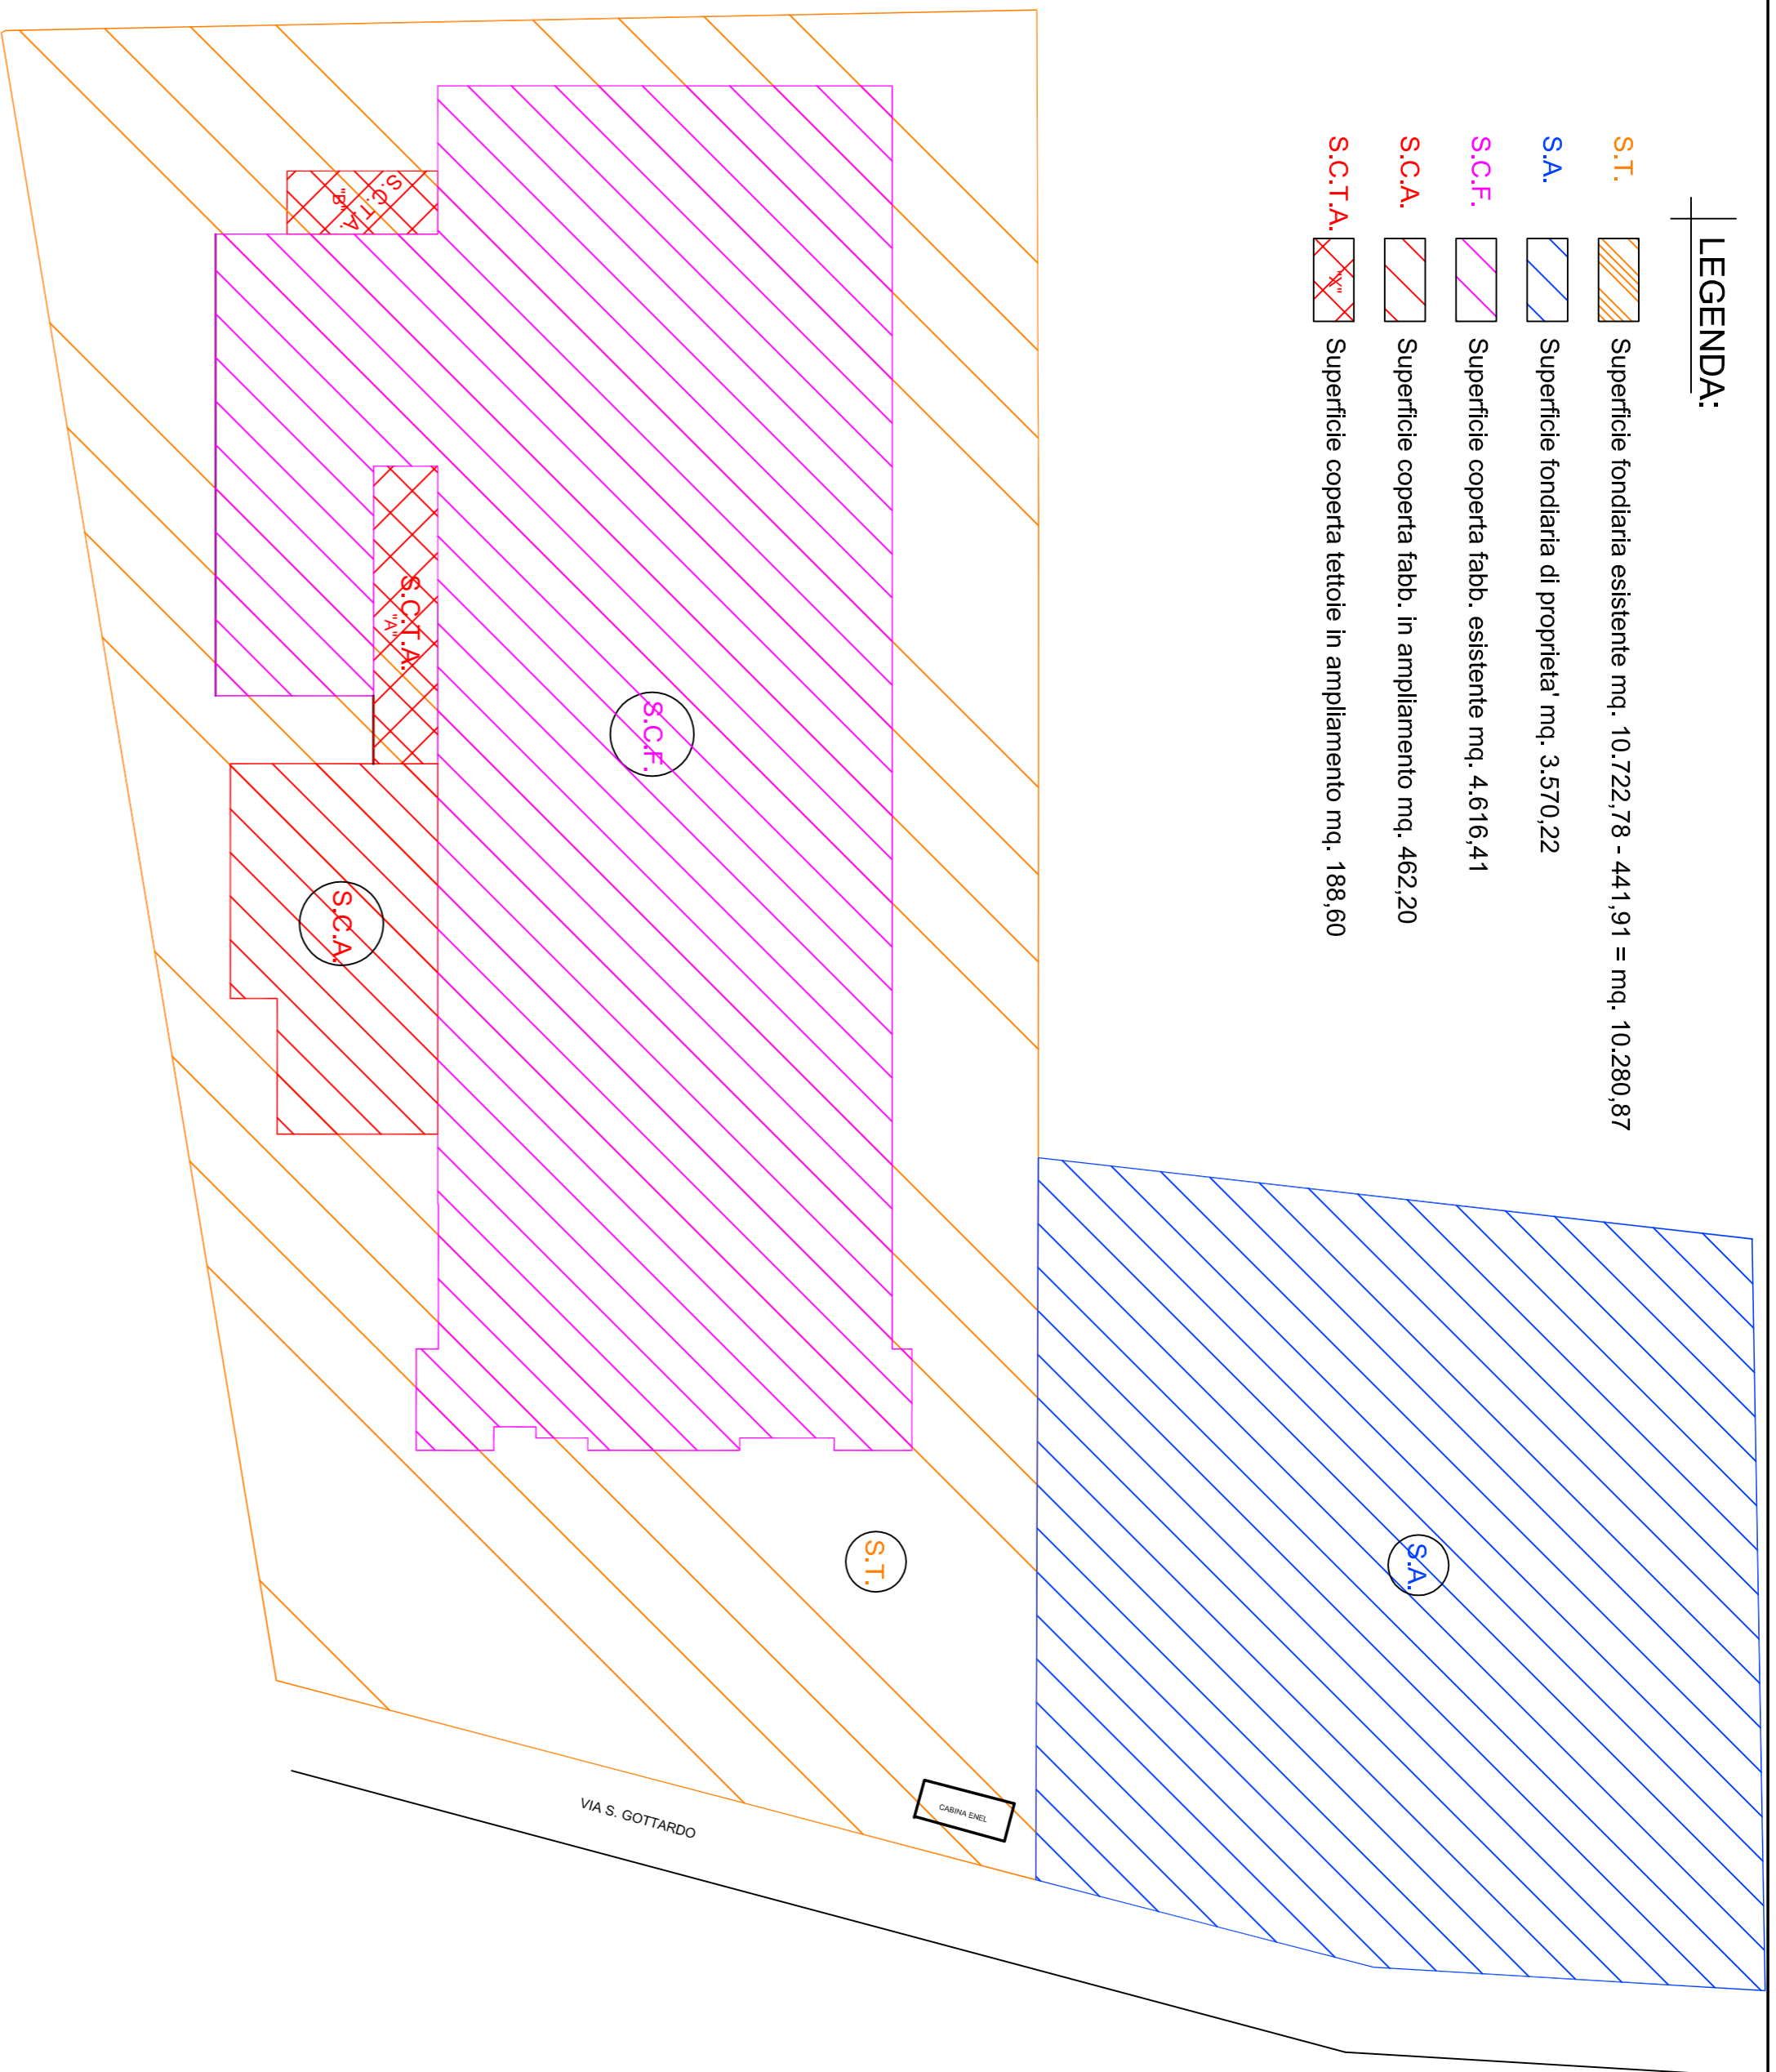 LEGENDA:
S.T. Superficie fondiaria esistente mq. 10.722,78 - 441,91 = mq. 10.280,87
S.A. Superficie fondiaria di proprieta' mq. 3.570,22
S.C.F. Superficie coperta fabb. esistente mq. 4.616,41
S.C.A. Superficie coperta fabb. in ampliamento mq. 462,20
S.C.T.A. "X" Superficie coperta tettoie in ampliamento mq. 188,60
S.A.
S.T.
CABINA ENEL
S.C.F.
VIA S. GOTTARDO
S.C.T.A.
"A"
S.C.A.
S.C.T.A.
"B"